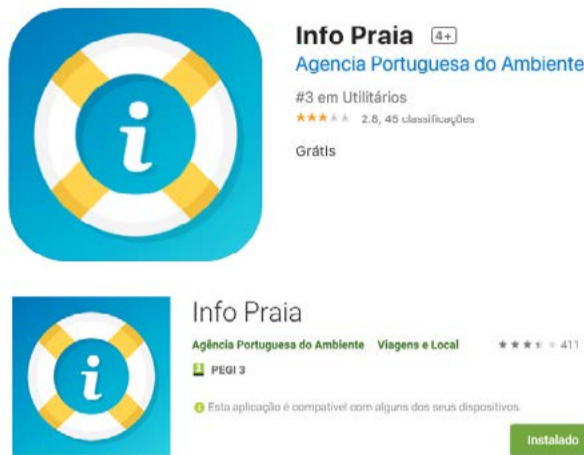 i
Info Praia 4+
Agencia Portuguesa do Ambiente
#3 em Utilitários
2.8, 45 classificações
Grátis
i
Info Praia
Agência Portuguesa do Ambiente Viagens e Local 411
3 PEGI 3
Esta aplicação é compatível com alguns dos seus dispositivos.
Instalado